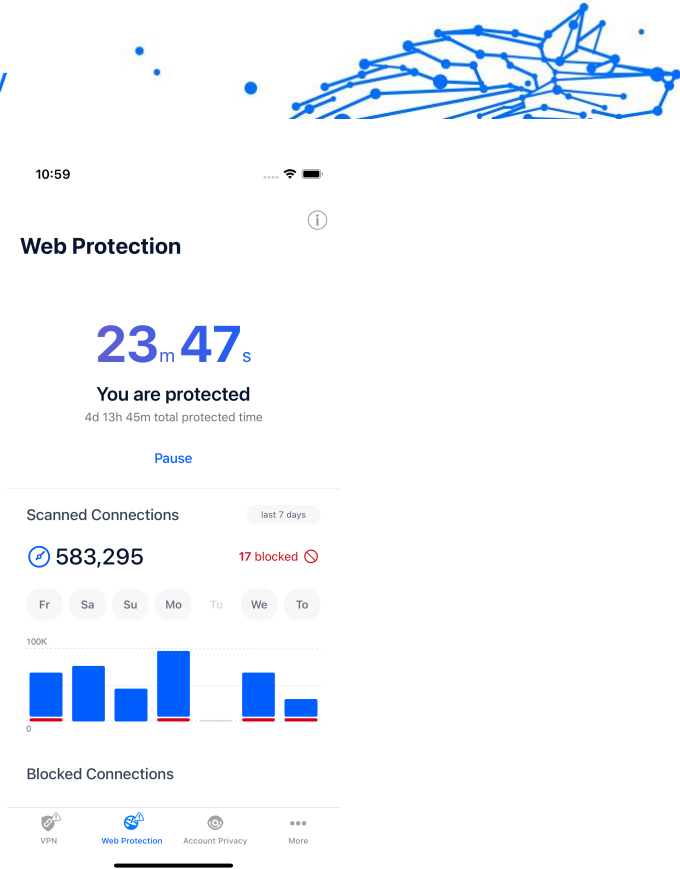 y
10:59
Web Protection
23m 47s
You are protected
4d 13h 45m total protected time
Pause
Scanned Connections
last 7 days
583,295
17 blocked
Fr Sa Su Mo Tu We To
100K
0
Blocked Connections
VPN Web Protection Account Privacy More